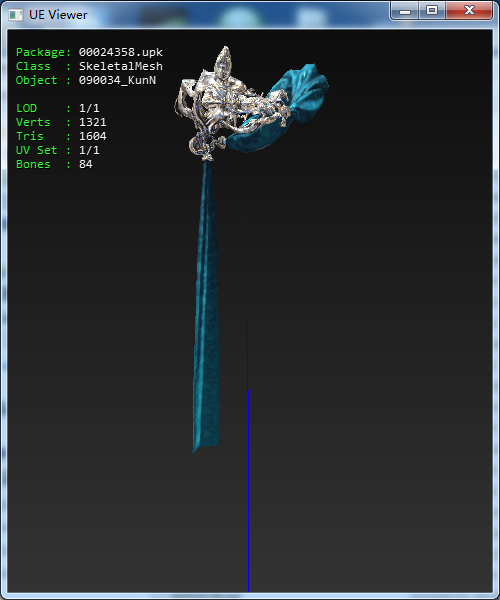 UE Viewer
Package: 00024358.upk
Class : SkeletalMesh
Object : 090034_KunN
LOD : 1/1
Verts : 1321
Tris : 1604
UV Set : 1/1
Bones : 84